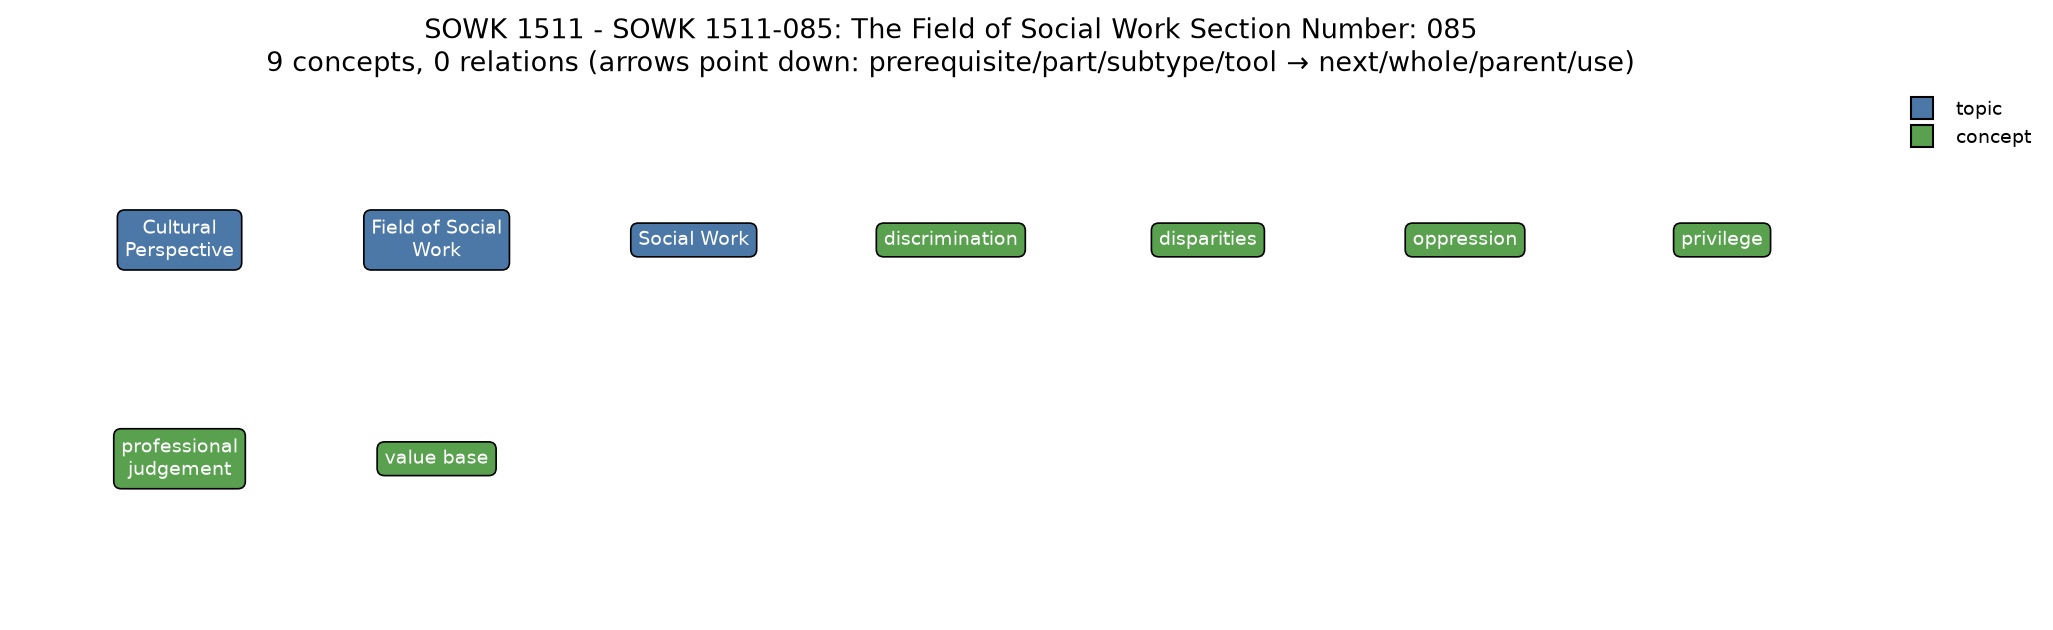 SOWK 1511 - SOWK 1511-085: The Field of Social Work Section Number: 085
9 concepts, 0 relations (arrows point down: prerequisite/part/subtype/tool → next/whole/parent/use)
topic
concept
Cultural
Perspective
Field of Social
Work
Social Work
discrimination
disparities
oppression
privilege
professional
judgement
value base